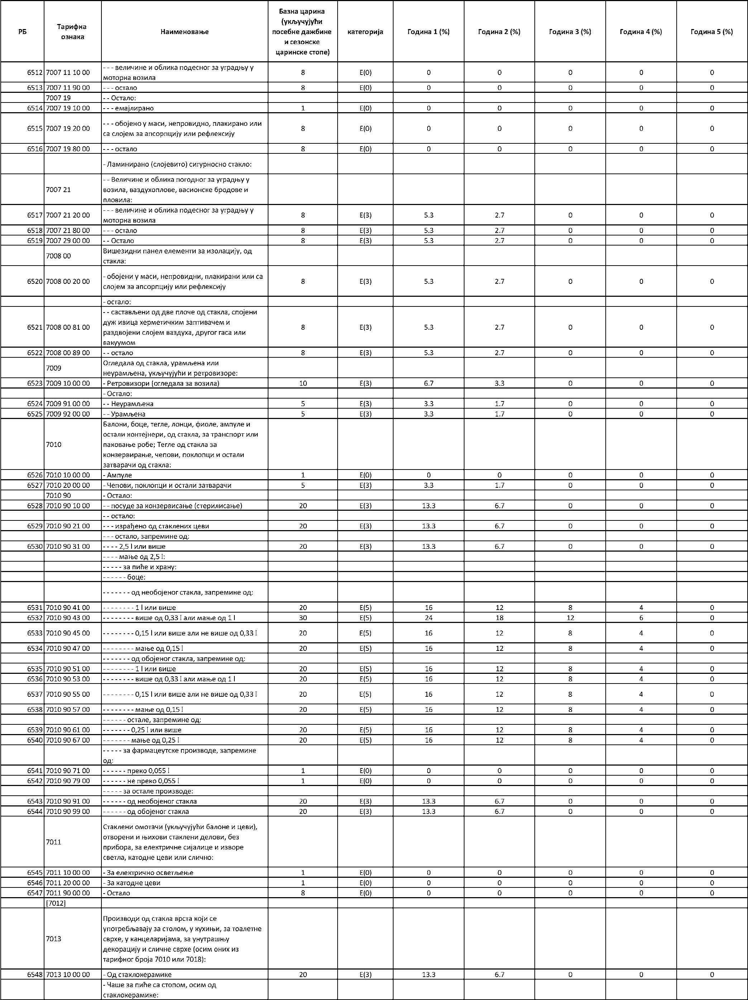 РБ Тарифна ознака Наименовање Базна царина (укључујући посебне дажбине и сезонске царинске стопе) категорија Година 1 (%) Година 2 (%) Година 3 (%) Година 4 (%) Година 5 (%)
6512 7007 11 10 00 - - - величине и облика подесног за уградњу у моторна возила 8 Е(0) 0 0 0 0 0
6513 7007 11 90 00 - - - остало 8 Е(0) 0 0 0 0 0
7007 19 - - Остало:
6514 7007 19 10 00 - - - емајлирано 1 Е(0) 0 0 0 0 0
6515 7007 19 20 00 - - - обојено у маси, непровидно, плакирано или са слојем за апсорпцију или рефлексију 8 Е(0) 0 0 0 0 0
6516 7007 19 80 00 - - - остало 8 Е(0) 0 0 0 0 0
- Ламинирано (слојевито) сигурносно стакло:
7007 21 - - Величине и облика погодног за уградњу у возила, ваздухоплове, васионске бродове и пловила:
6517 7007 21 20 00 - - - величине и облика подесног за уградњу у моторна возила 8 Е(3) 5.3 2.7 0 0 0
6518 7007 21 80 00 - - - остало 8 Е(3) 5.3 2.7 0 0 0
6519 7007 29 00 00 - - Остало 8 Е(3) 5.3 2.7 0 0 0
7008 00 Вишезидни панел елементи за изолацију, од стакла:
6520 7008 00 20 00 - обојени у маси, непровидни, плакирани или са слојем за апсорпцију или рефлексију 8 Е(3) 5.3 2.7 0 0 0
- остало:
6521 7008 00 81 00 - - састављени од две плоче од стакла, спојени дуж ивица херметичким заптивачем и раздвојени слојем ваздуха, другог гаса или вакуумом 8 Е(3) 5.3 2.7 0 0 0
6522 7008 00 89 00 - - остало 8 Е(3) 5.3 2.7 0 0 0
7009 Огледала од стакла, урамљена или неурамљена, укључујући и ретровизоре:
6523 7009 10 00 00 - Ретровизори (огледала за возила) 10 Е(3) 6.7 3.3 0 0 0
- Остало:
6524 7009 91 00 00 - - Неурамљена 5 Е(3) 3.3 1.7 0 0 0
6525 7009 92 00 00 - - Урамљена 5 Е(3) 3.3 1.7 0 0 0
7010 Балони, боце, тегле, лонци, фиоле, ампуле и остали контејнери, од стакла, за транспорт или паковање робе; Тегле од стакла за конзервирање, чепови, поклопци и остали затварачи од стакла:
6526 7010 10 00 00 - Ампуле 1 Е(0) 0 0 0 0 0
6527 7010 20 00 00 - Чепови, поклопци и остали затварачи 5 Е(3) 3.3 1.7 0 0 0
7010 90 - Остало:
6528 7010 90 10 00 - - посуде за конзервисање (стерилисање) 20 Е(3) 13.3 6.7 0 0 0
- - остало:
6529 7010 90 21 00 - - - израђено од стаклених цеви 20 Е(3) 13.3 6.7 0 0 0
- - - остало, запремине од:
6530 7010 90 31 00 - - - - 2,5 l или више 20 Е(3) 13.3 6.7 0 0 0
- - - - мање од 2,5 l:
- - - - - за пиће и храну:
- - - - - - боце:
- - - - - - - од необојеног стакла, запремине од:
6531 7010 90 41 00 - - - - - - - - 1 l или више 20 Е(5) 16 12 8 4 0
6532 7010 90 43 00 - - - - - - - - више од 0,33 l али мање од 1 l 30 Е(5) 24 18 12 6 0
6533 7010 90 45 00 - - - - - - - - 0,15 l или више али не више од 0,33 l 20 Е(5) 16 12 8 4 0
6534 7010 90 47 00 - - - - - - - - мање од 0,15 l 20 Е(5) 16 12 8 4 0
- - - - - - - од обојеног стакла, запремине од:
6535 7010 90 51 00 - - - - - - - - 1 l или више 20 Е(5) 16 12 8 4 0
6536 7010 90 53 00 - - - - - - - - више од 0,33 l али мање од 1 l 20 Е(5) 16 12 8 4 0
6537 7010 90 55 00 - - - - - - - - 0,15 l или више али не више од 0,33 l 20 Е(5) 16 12 8 4 0
6538 7010 90 57 00 - - - - - - - - мање од 0,15 l 20 Е(5) 16 12 8 4 0
- - - - - - остале, запремине од:
6539 7010 90 61 00 - - - - - - - 0,25 l или више 20 Е(5) 16 12 8 4 0
6540 7010 90 67 00 - - - - - - - мање од 0,25 l 20 Е(5) 16 12 8 4 0
- - - - - за фармацеутске производе, запремине од:
6541 7010 90 71 00 - - - - - - преко 0,055 l 1 Е(0) 0 0 0 0 0
6542 7010 90 79 00 - - - - - - не преко 0,055 l 1 Е(0) 0 0 0 0 0
- - - - - за остале производе:
6543 7010 90 91 00 - - - - - - од необојеног стакла 20 Е(3) 13.3 6.7 0 0 0
6544 7010 90 99 00 - - - - - - од обојеног стакла 20 Е(3) 13.3 6.7 0 0 0
7011 Стаклени омотачи (укључујући балоне и цеви), отворени и њихови стаклени делови, без прибора, за електричне сијалице и изворе светла, катодне цеви или слично:
6545 7011 10 00 00 - За електрично осветљење 1 Е(0) 0 0 0 0 0
6546 7011 20 00 00 - За катодне цеви 1 Е(0) 0 0 0 0 0
6547 7011 90 00 00 - Остало 8 Е(0) 0 0 0 0 0
[7012]
7013 Производи од стакла врста који се употребљавају за столом, у кухињи, за тоалетне сврхе, у канцеларијама, за унутрашњу декорацију и сличне сврхе (осим оних из тарифног броја 7010 или 7018):
6548 7013 10 00 00 - Од стаклокерамике 20 Е(3) 13.3 6.7 0 0 0
- Чаше за пиће са стопом, осим од стаклокерамике: